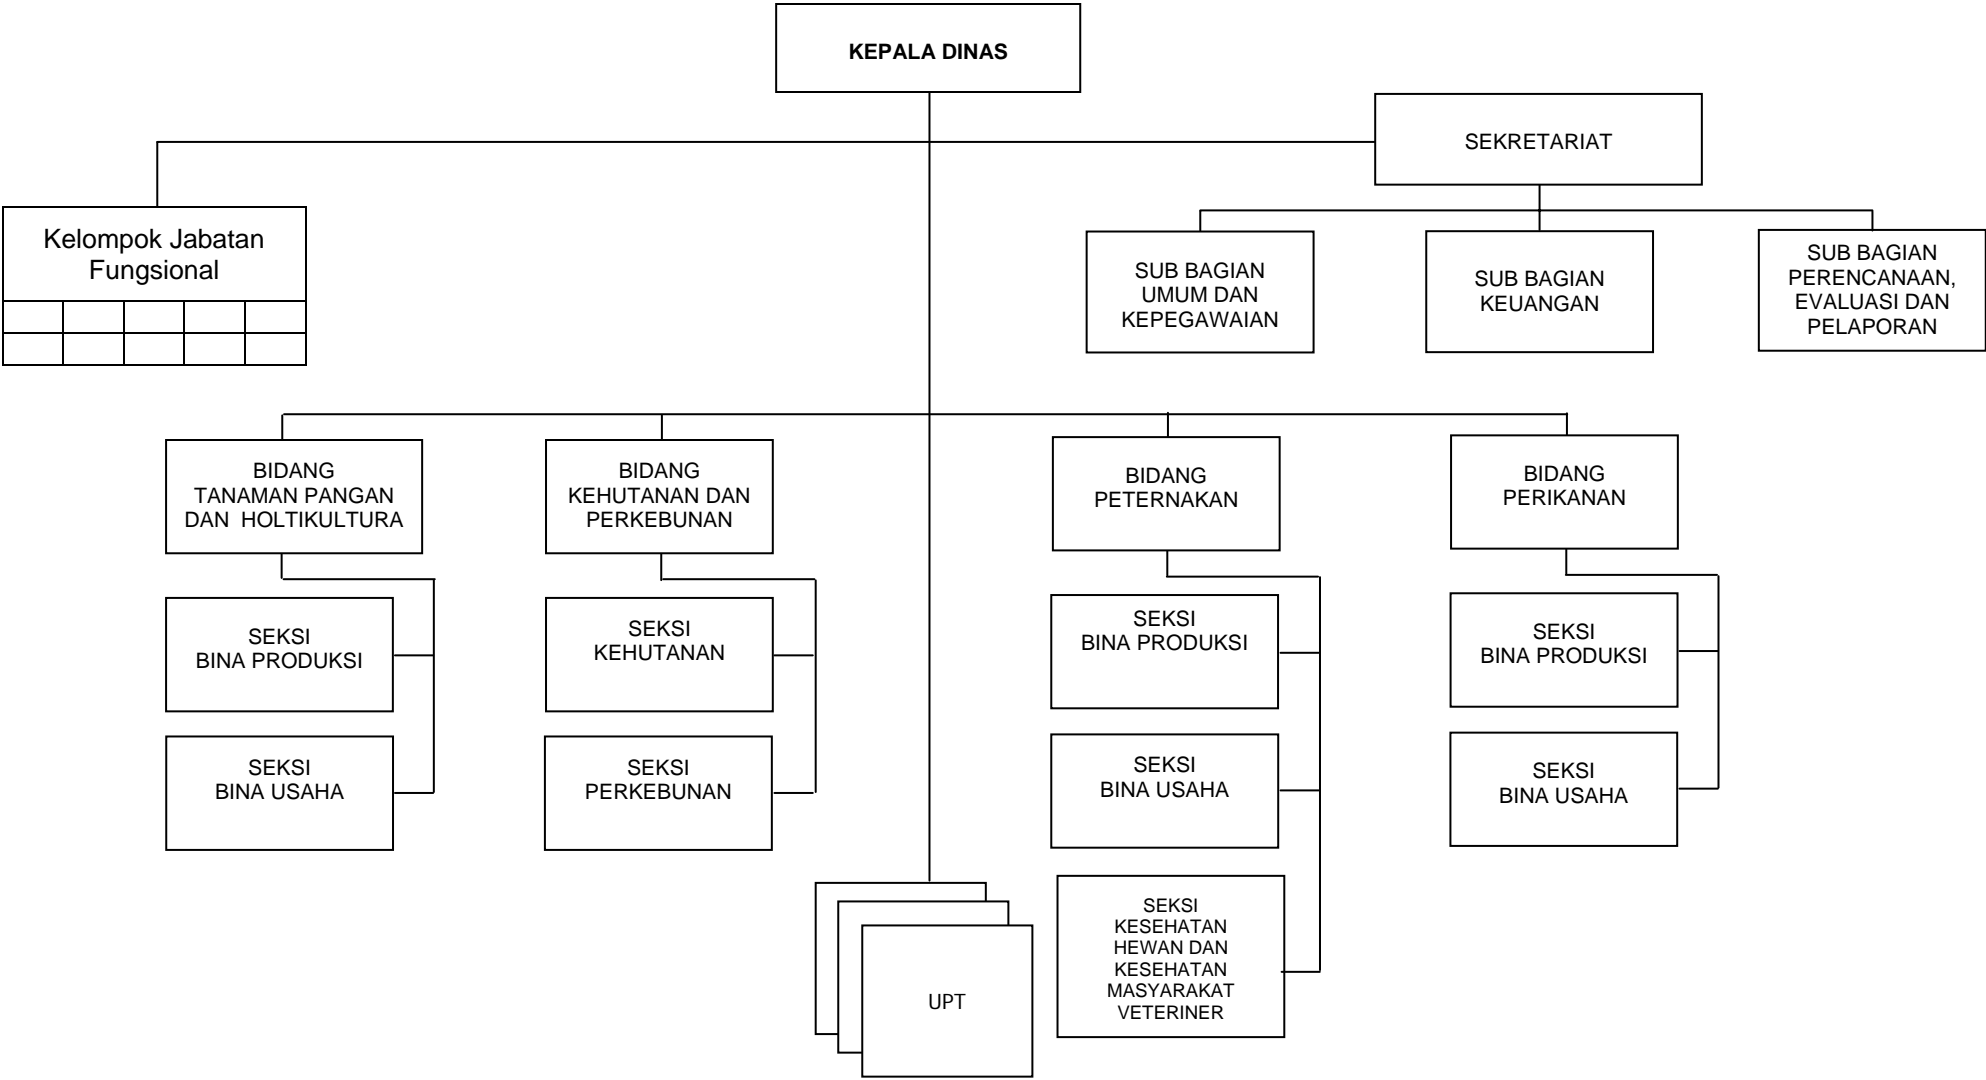 KEPALA DINAS
SEKRETARIAT
Kelompok Jabatan
Fungsional
SUB BAGIAN
UMUM DAN
KEPEGAWAIAN
SUB BAGIAN
KEUANGAN
SUB BAGIAN
PERENCANAAN,
EVALUASI DAN
PELAPORAN
BIDANG
TANAMAN PANGAN
DAN HOLTIKULTURA
BIDANG
KEHUTANAN DAN
PERKEBUNAN
BIDANG
PETERNAKAN
BIDANG
PERIKANAN
SEKSI
BINA PRODUKSI
SEKSI
KEHUTANAN
SEKSI
BINA PRODUKSI
SEKSI
BINA PRODUKSI
SEKSI
BINA USAHA
SEKSI
PERKEBUNAN
SEKSI
BINA USAHA
SEKSI
BINA USAHA
SEKSI
KESEHATAN
HEWAN DAN
KESEHATAN
MASYARAKAT
VETERINER
UPT